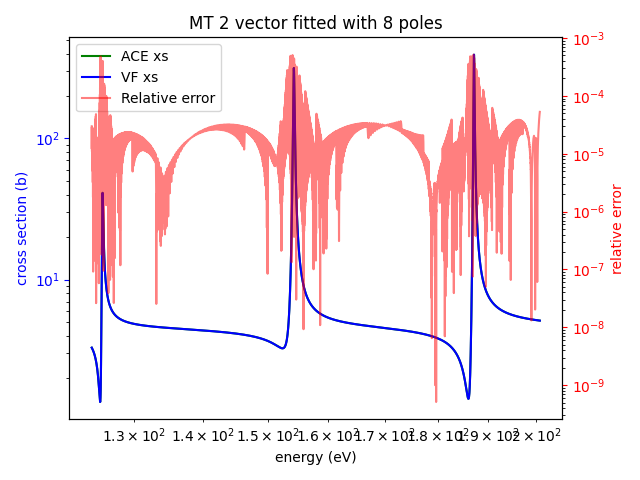 MT 2 vector fitted with 8 poles
ACE xs
VF xs
Relative error
cross section (b)
10²
10¹
10⁻³
10⁻⁴
10⁻⁵
10⁻⁶
10⁻⁷
10⁻⁸
10⁻⁹
relative error
1.3 × 10² 1.4 × 10² 1.5 × 10² 1.6 × 10² 1.7 × 10² 1.8 × 10² 1.9 × 10² 2 × 10²
energy (eV)